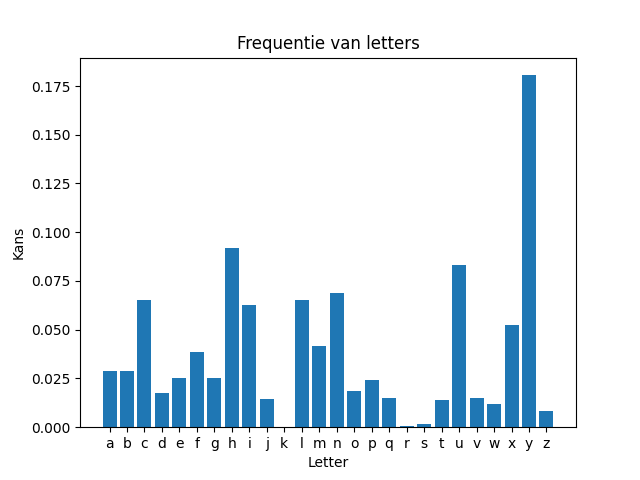 Frequentie van letters
0.175
0.150
0.125
0.100
0.075
0.050
0.025
0.000
Kans
a b c d e f g h i j k l m n o p q r s t u v w x y z
Letter